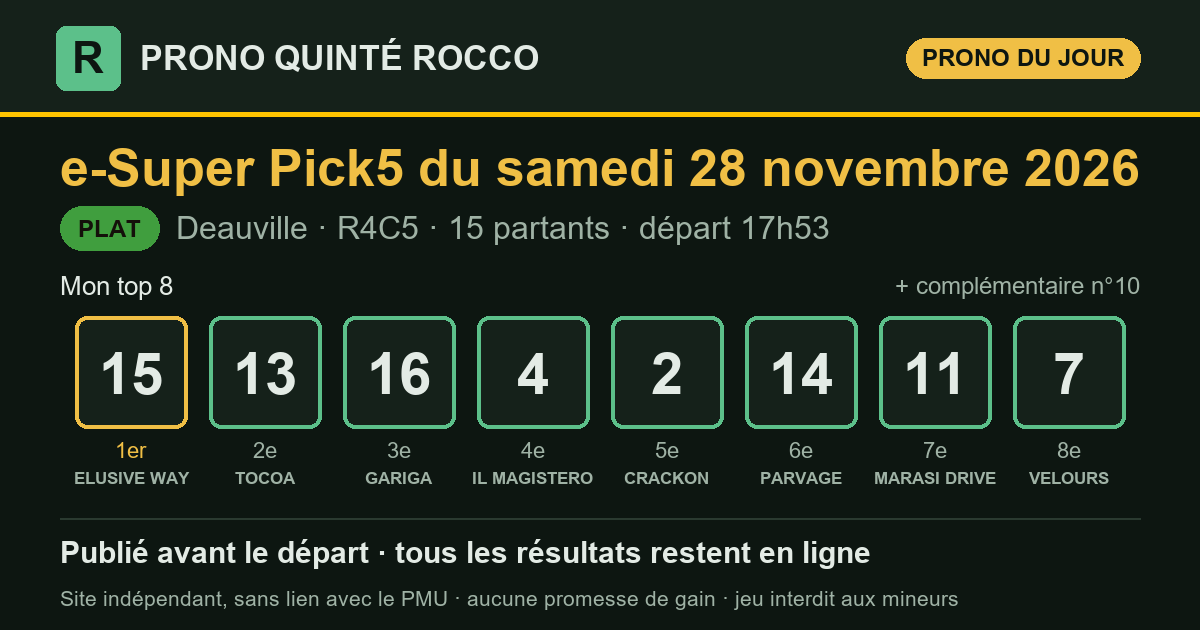 R PRONO QUINTÉ ROCCO PRONO DU JOUR
e-Super Pick5 du samedi 28 novembre 2026
PLAT Deauville · R4C5 · 15 partants · départ 17h53
Mon top 8 + complémentaire n°10
15 13 16 4 2 14 11 7
1er 2e 3e 4e 5e 6e 7e 8e
ELUSIVE WAY TOCOA GARIGA IL MAGISTERO CRACKON PARVAGE MARASI DRIVE VELOURS
Publié avant le départ · tous les résultats restent en ligne
Site indépendant, sans lien avec le PMU · aucune promesse de gain · jeu interdit aux mineurs